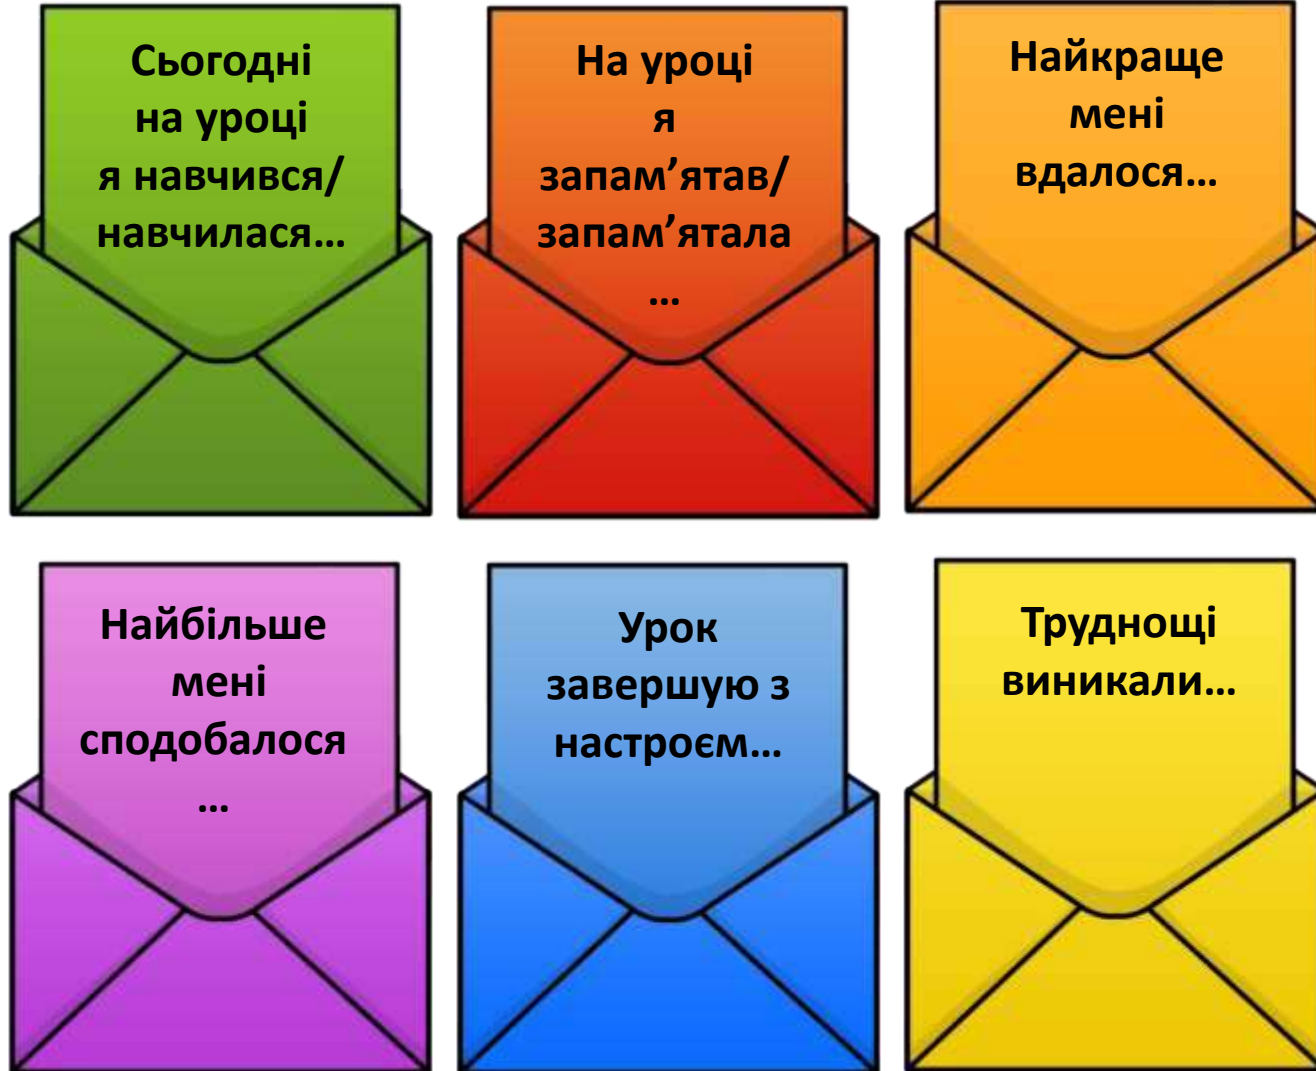 Сьогодні
на уроці
я навчився/
навчилася…
На уроці
я
запам’ятав/
запам’ятала
…
Найкраще
мені
вдалося…
Найбільше
мені
сподобалося
…
Урок
завершую з
настроєм…
Труднощі
виникали…